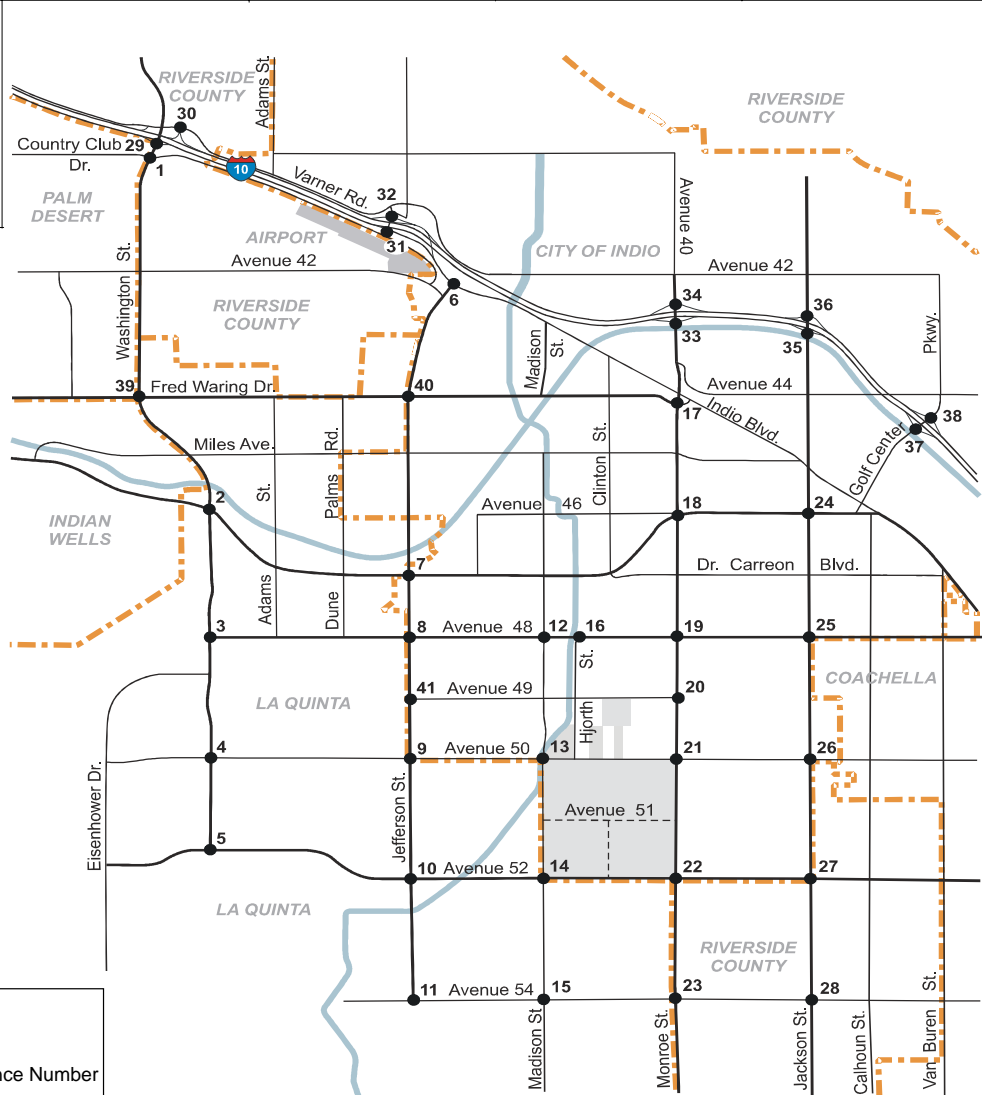 RIVERSIDE
COUNTY
Adams St.
RIVERSIDE
COUNTY
30
Country Club
Dr.
29
1
10
Varner Rd.
32
PALM
DESERT
AIRPORT
31
Avenue 42
CITY OF INDIO
Avenue 40
Avenue 42
Washington St.
RIVERSIDE
COUNTY
6
34
33
36
35
Madison
St.
Pkwy.
39
Fred Waring Dr.
40
Avenue 44
17
Indio Blvd.
38
37
Golf Center
Miles Ave.
Palms Rd.
Clinton St.
2
St.
Avenue 46
18
24
INDIAN
WELLS
7
Dr. Carreon Blvd.
Adams
Dune
3
8
Avenue 48
12
16
19
25
St.
Hjorth
COACHELLA
LA QUINTA
41
Avenue 49
20
4
9
Avenue 50
13
21
26
Eisenhower Dr.
Jefferson St.
Avenue 51
5
10
Avenue 52
14
22
27
LA QUINTA
RIVERSIDE
COUNTY
11
Avenue 54
15
23
28
Madison St.
Monroe St.
Jackson St.
Calhoun St.
Van Buren St.
Number